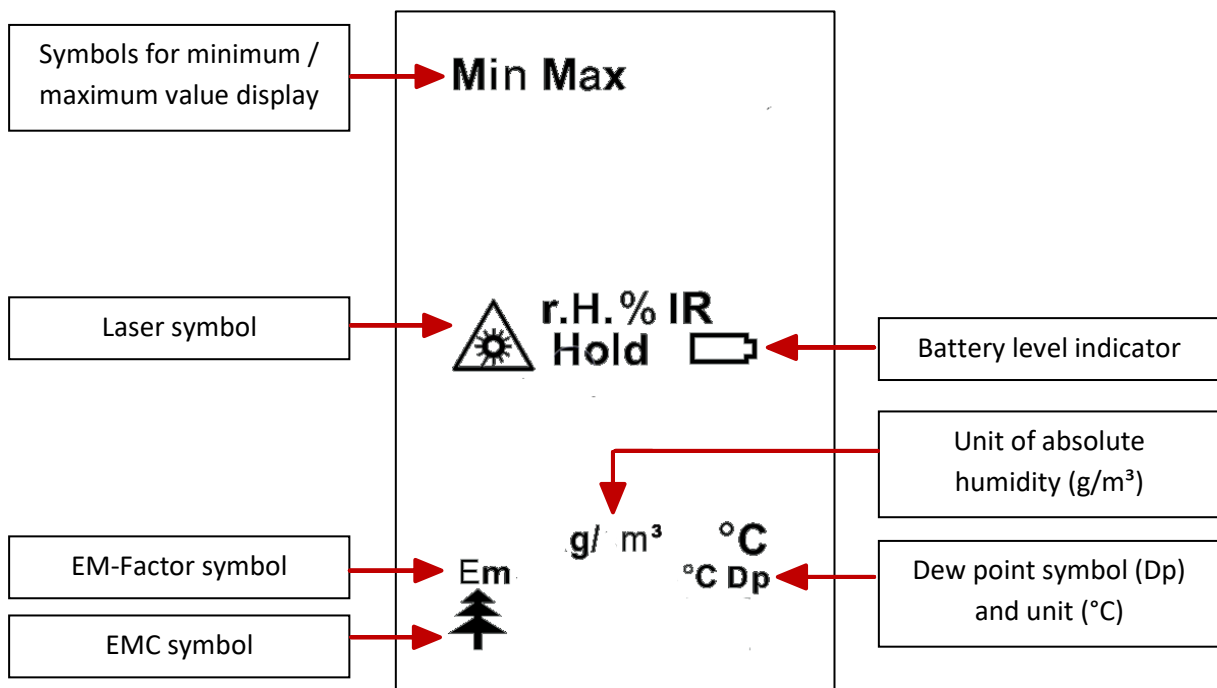 Symbols for minimum /
maximum value display
Min Max
Laser symbol
r.H.% IR
Hold
Battery level indicator
Unit of absolute
humidity (g/m³)
g/ m³
°C
EM-Factor symbol
Em
°C Dp
Dew point symbol (Dp)
and unit (°C)
EMC symbol